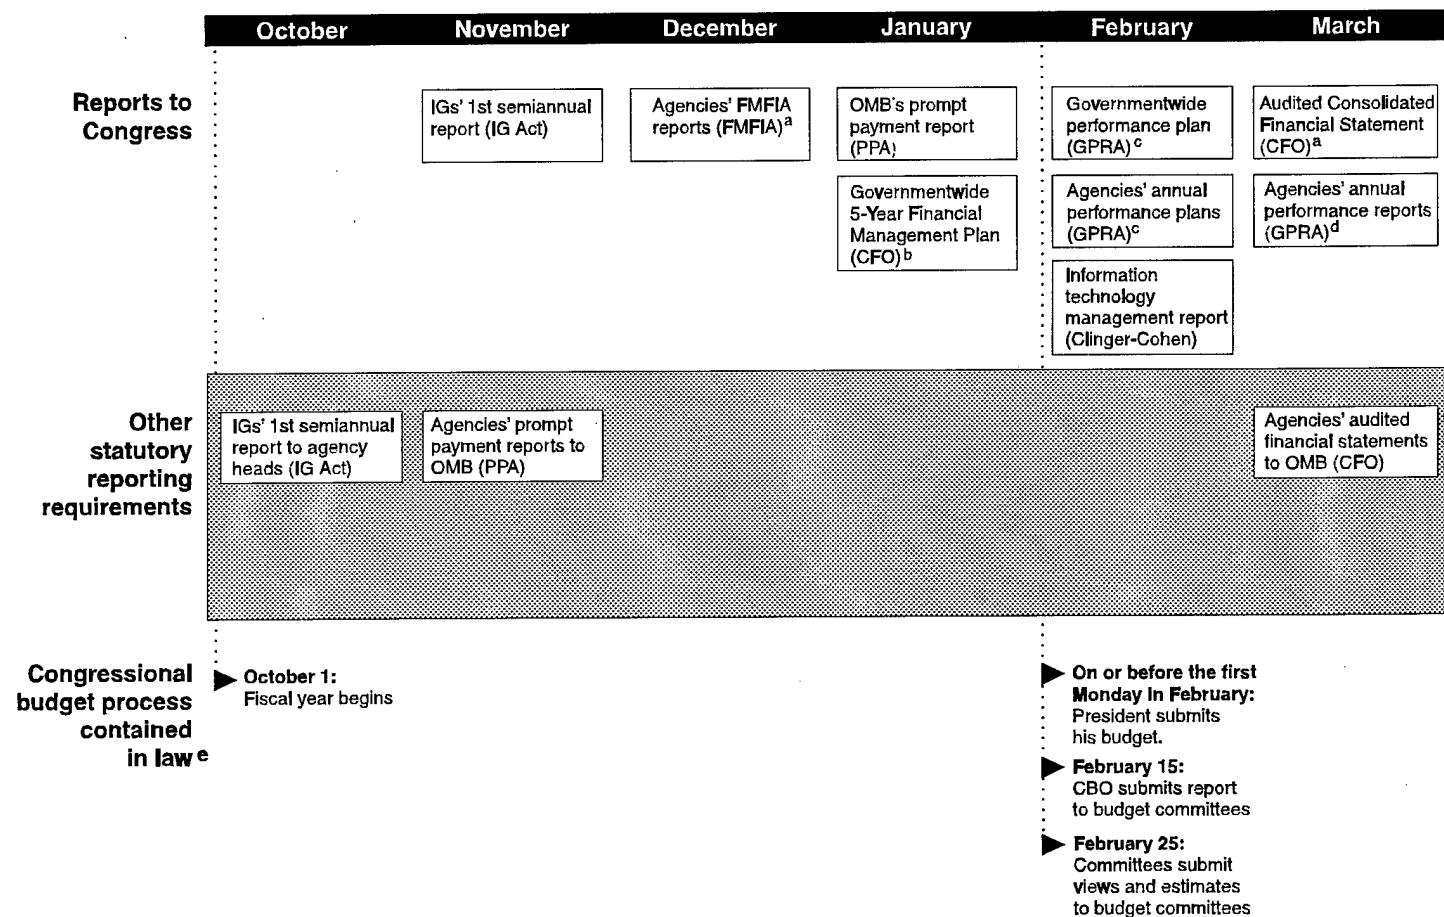 October November December January February March
Reports to
Congress
IGs' 1st semiannual
report (IG Act)
Agencies' FMFIA
reports (FMFIA)a
OMB's prompt
payment report
(PPA)
Governmentwide
5-Year Financial
Management Plan
(CFO)b
Governmentwide
performance plan
(GPRA)c
Agencies' annual
performance plans
(GPRA)c
Information
technology
management report
(Clinger-Cohen)
Audited Consolidated
Financial Statement
(CFO)a
Agencies' annual
performance reports
(GPRA)d
Other
statutory
reporting
requirements
IGs' 1st semiannual
report to agency
heads (IG Act)
Agencies' prompt
payment reports to
OMB (PPA)
Agencies' audited
financial statements
to OMB (CFO)
Congressional
budget process
contained
in law e
October 1:
Fiscal year begins
On or before the first
Monday in February:
President submits
his budget.
February 15:
CBO submits report
to budget committees
February 25:
Committees submit
views and estimates
to budget committees